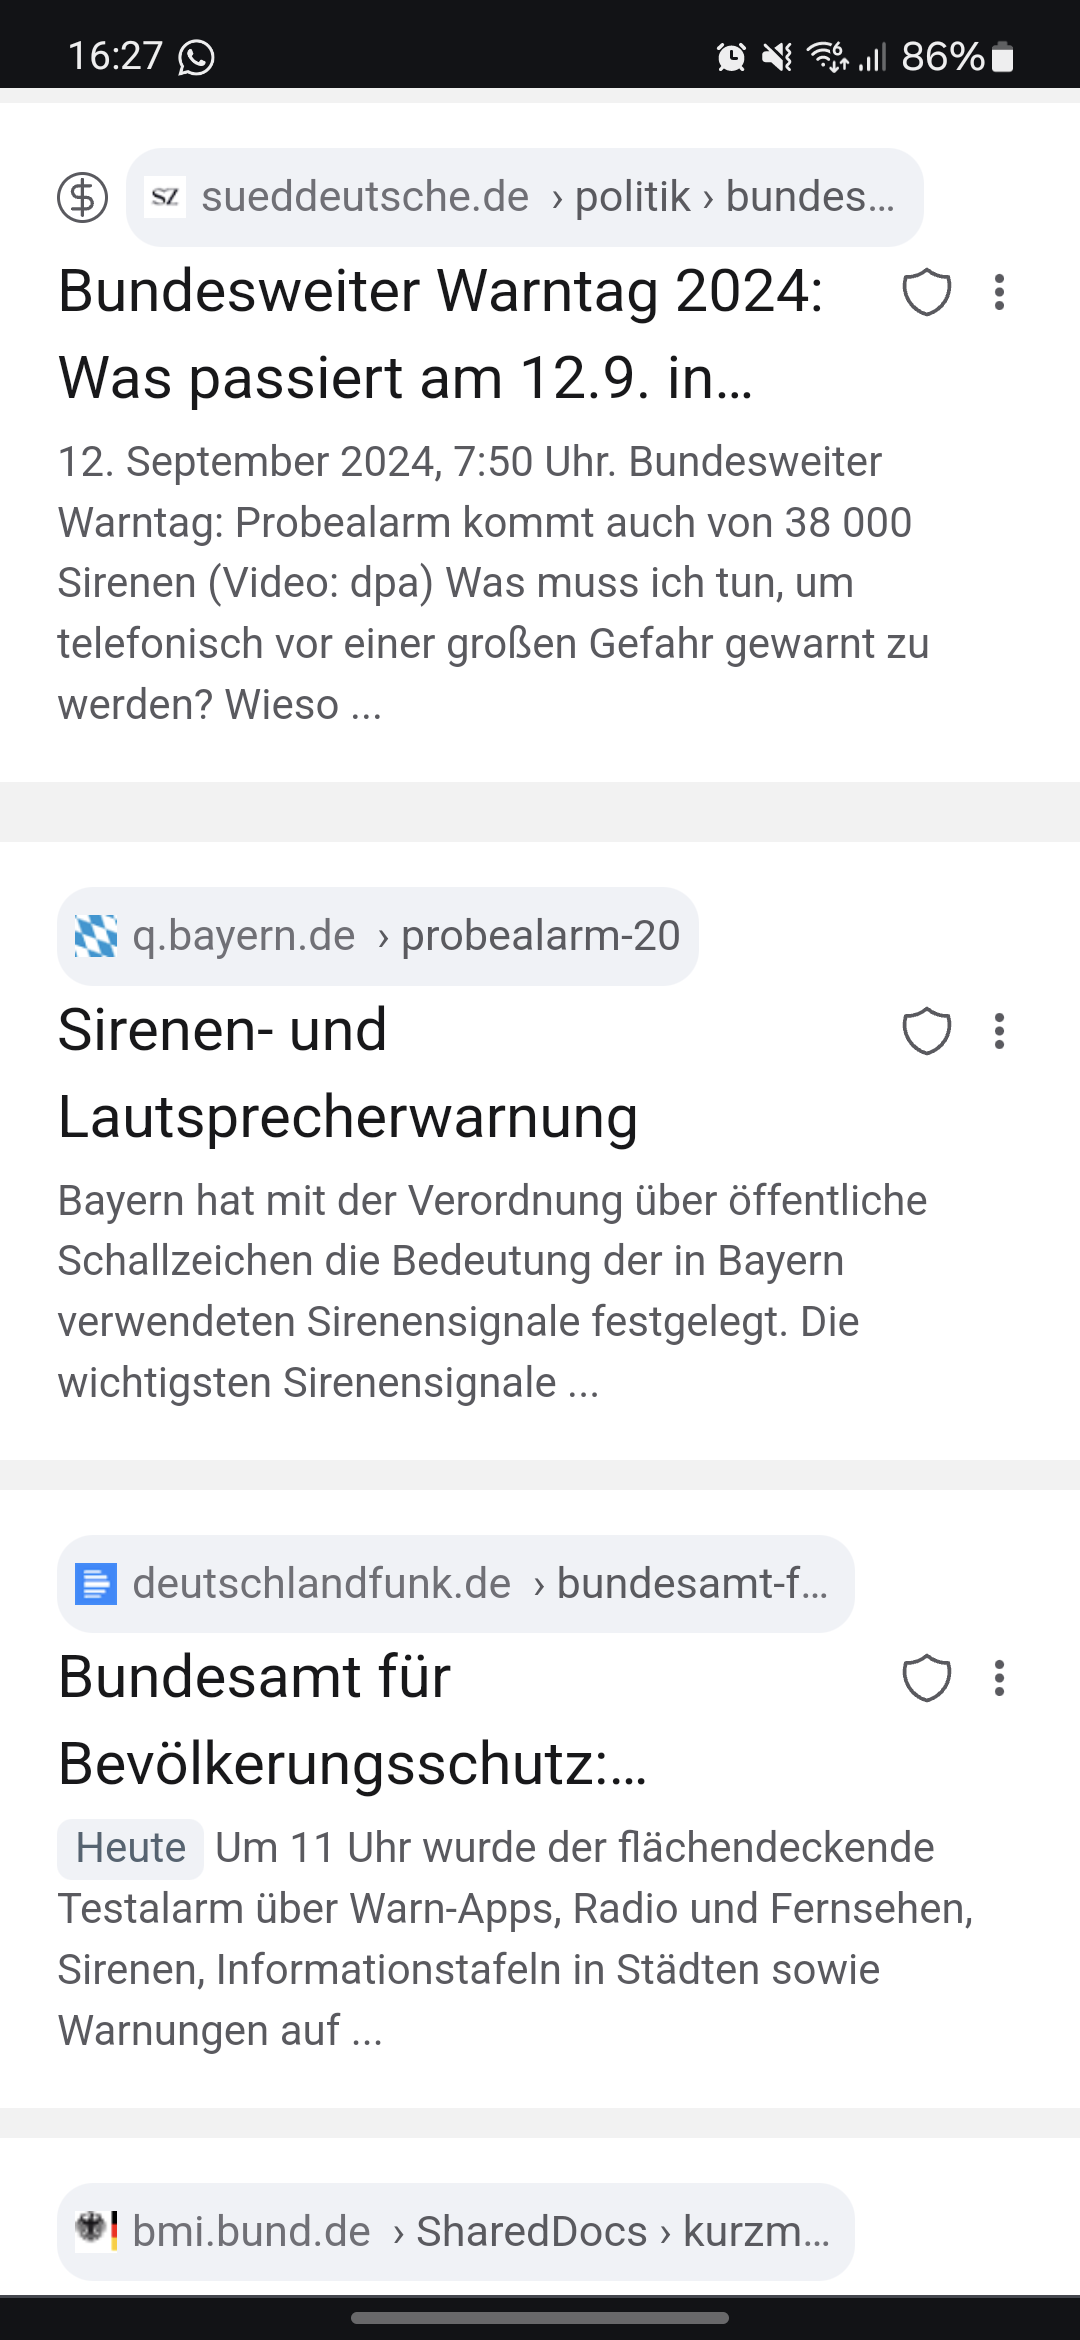 16:27
86%
sueddeutsche.de › politik › bundes...
Bundesweiter Warntag 2024:
Was passiert am 12.9. in...
12. September 2024, 7:50 Uhr. Bundesweiter
Warntag: Probealarm kommt auch von 38 000
Sirenen (Video: dpa) Was muss ich tun, um
telefonisch vor einer großen Gefahr gewarnt zu
werden? Wieso ...
q.bayern.de › probealarm-20
Sirenen- und
Lautsprecherwarnung
Bayern hat mit der Verordnung über öffentliche
Schallzeichen die Bedeutung der in Bayern
verwendeten Sirenensignale festgelegt. Die
wichtigsten Sirenensignale ...
deutschlandfunk.de › bundesamt-f...
Bundesamt für
Bevölkerungsschutz:...
Heute Um 11 Uhr wurde der flächendeckende
Testalarm über Warn-Apps, Radio und Fernsehen,
Sirenen, Informationstafeln in Städten sowie
Warnungen auf ...
bmi.bund.de › SharedDocs › kurzm...